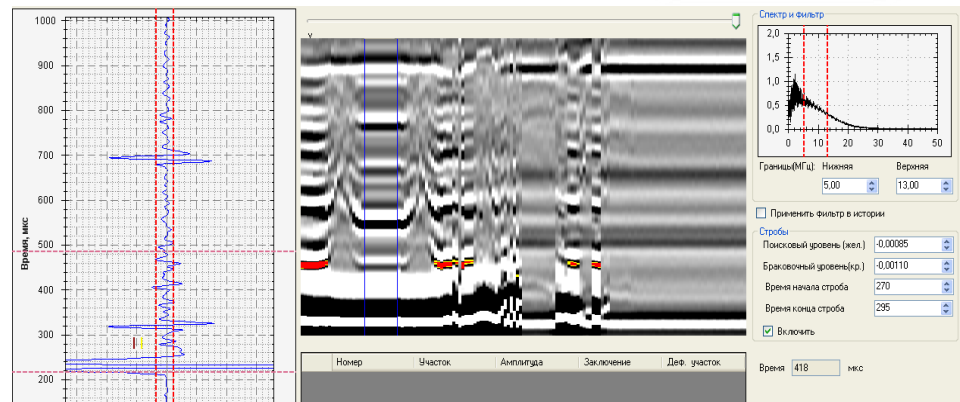 1000
900
800
700
600
500
400
300
200
Время, мкс
Y
Номер Участок Амплитуда Заключение Деф. участок
Спектр и фильтр
2,0
1,5
1,0
0,5
0,0
0 10 20 30 40 50
Границы(МГц): Нижняя Верхняя
5,00 13,00
Применить фильтр в истории
Стробы
Поисковый уровень (жел.) -0,00085
Браковочный уровень(кр.) -0,00110
Время начала строба 270
Время конца строба 295
Включить
Время 418 мкс